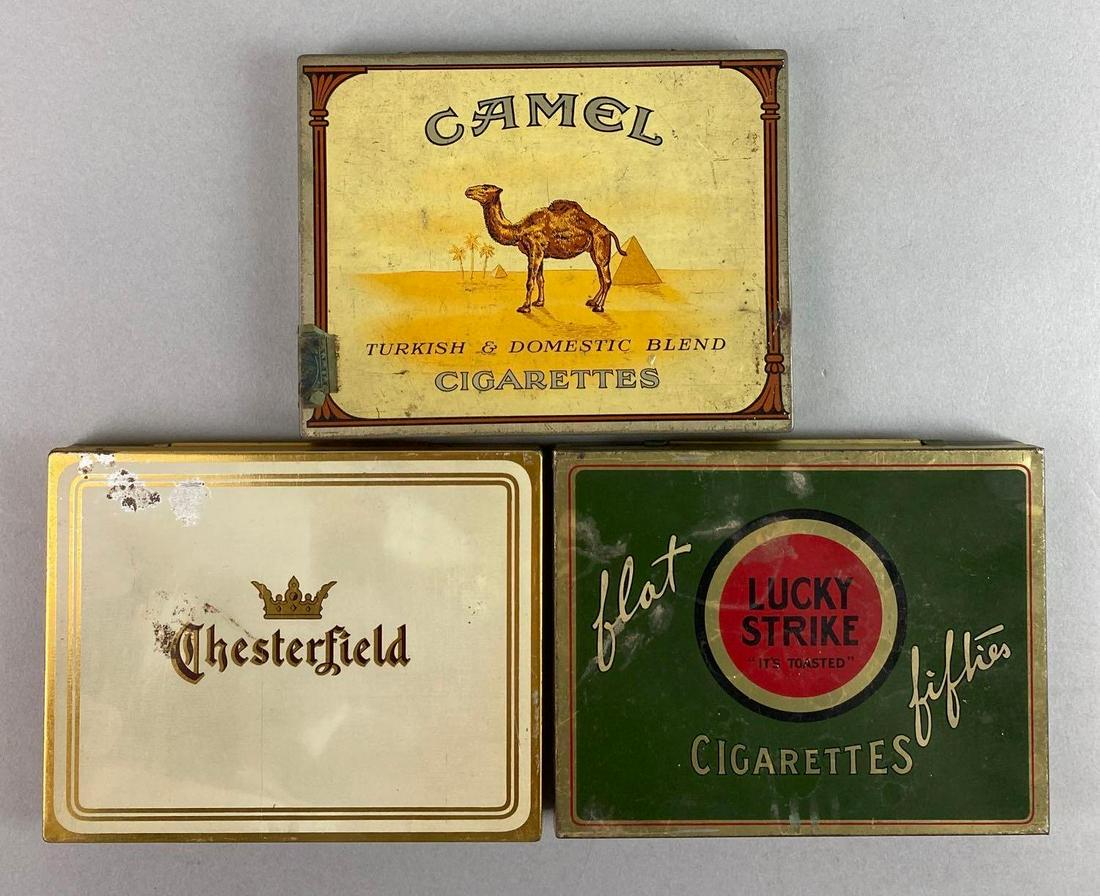 CAMEL
TURKISH & DOMESTIC BLEND
CIGARETTES
Chesterfield
flat
LUCKY
STRIKE
"IT'S TOASTED"
fifties
CIGARETTES